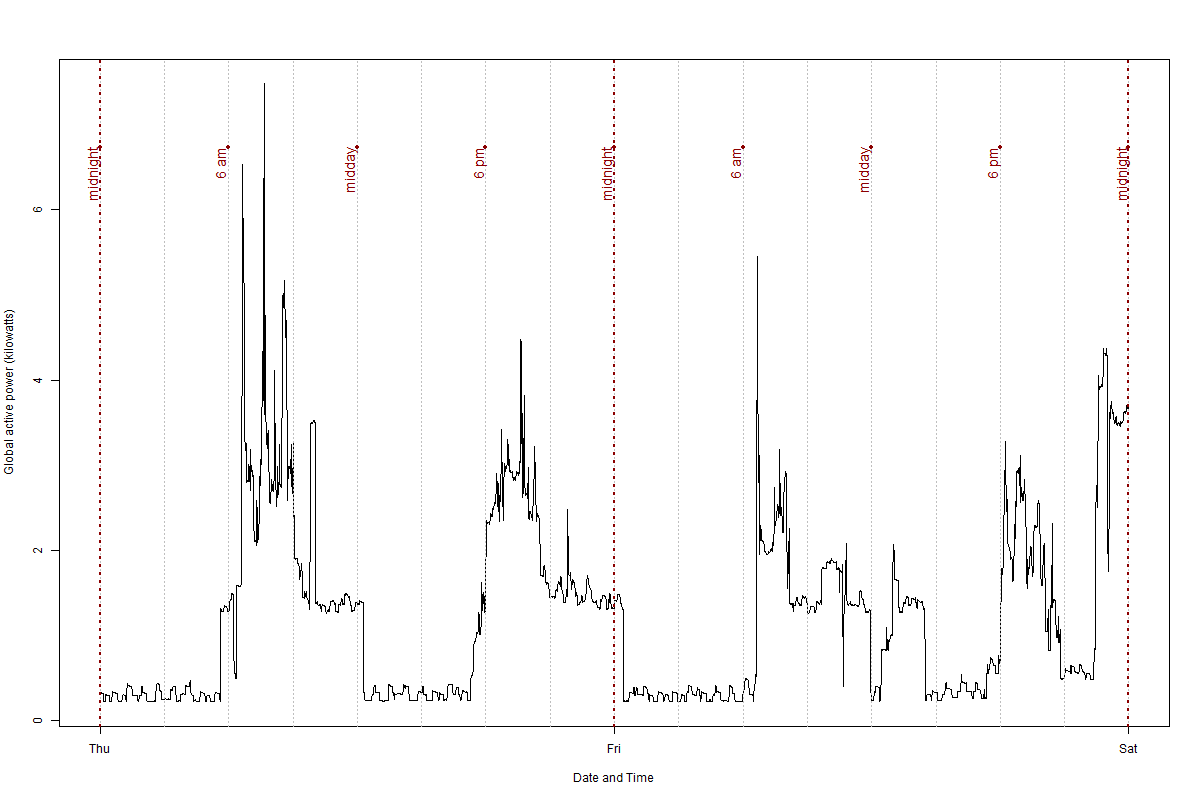 midnight
6 am
midday
6 pm
midnight
6 am
midday
6 pm
midnight
Global active power (kilowatts)
6
4
2
0
Thu
Fri
Sat
Date and Time